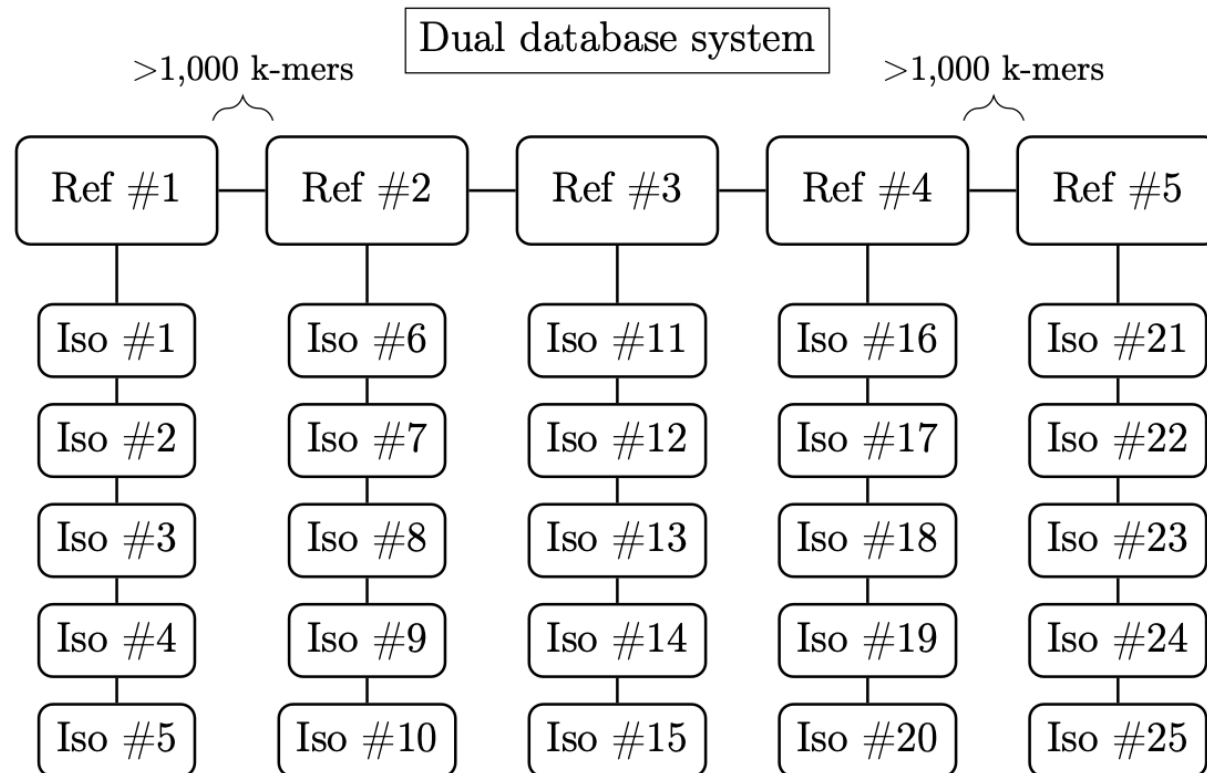 Dual database system
>1,000 k-mers >1,000 k-mers
Ref #1 Ref #2 Ref #3 Ref #4 Ref #5
Iso #1 Iso #6 Iso #11 Iso #16 Iso #21
Iso #2 Iso #7 Iso #12 Iso #17 Iso #22
Iso #3 Iso #8 Iso #13 Iso #18 Iso #23
Iso #4 Iso #9 Iso #14 Iso #19 Iso #24
Iso #5 Iso #10 Iso #15 Iso #20 Iso #25